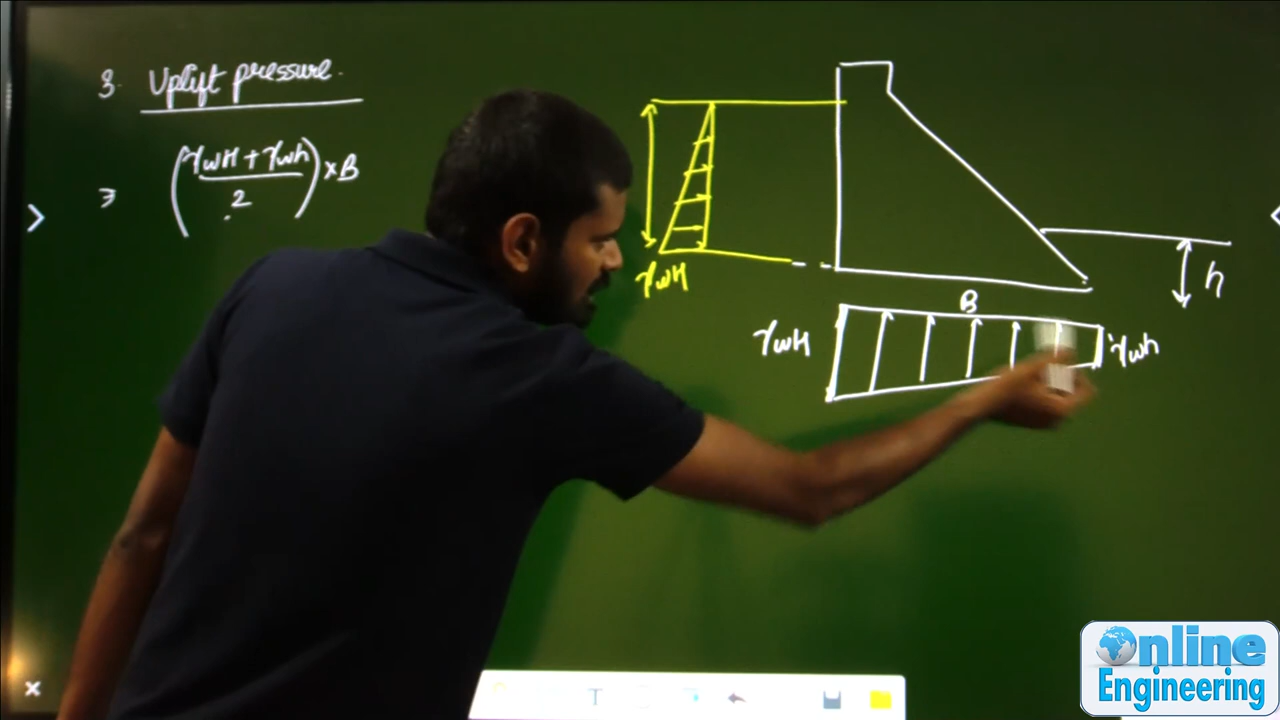 3. Uplift pressure.
⇒ (γwH + γwh / 2) × B
γwH
h
B
γwH
γwh
T
Online
Engineering